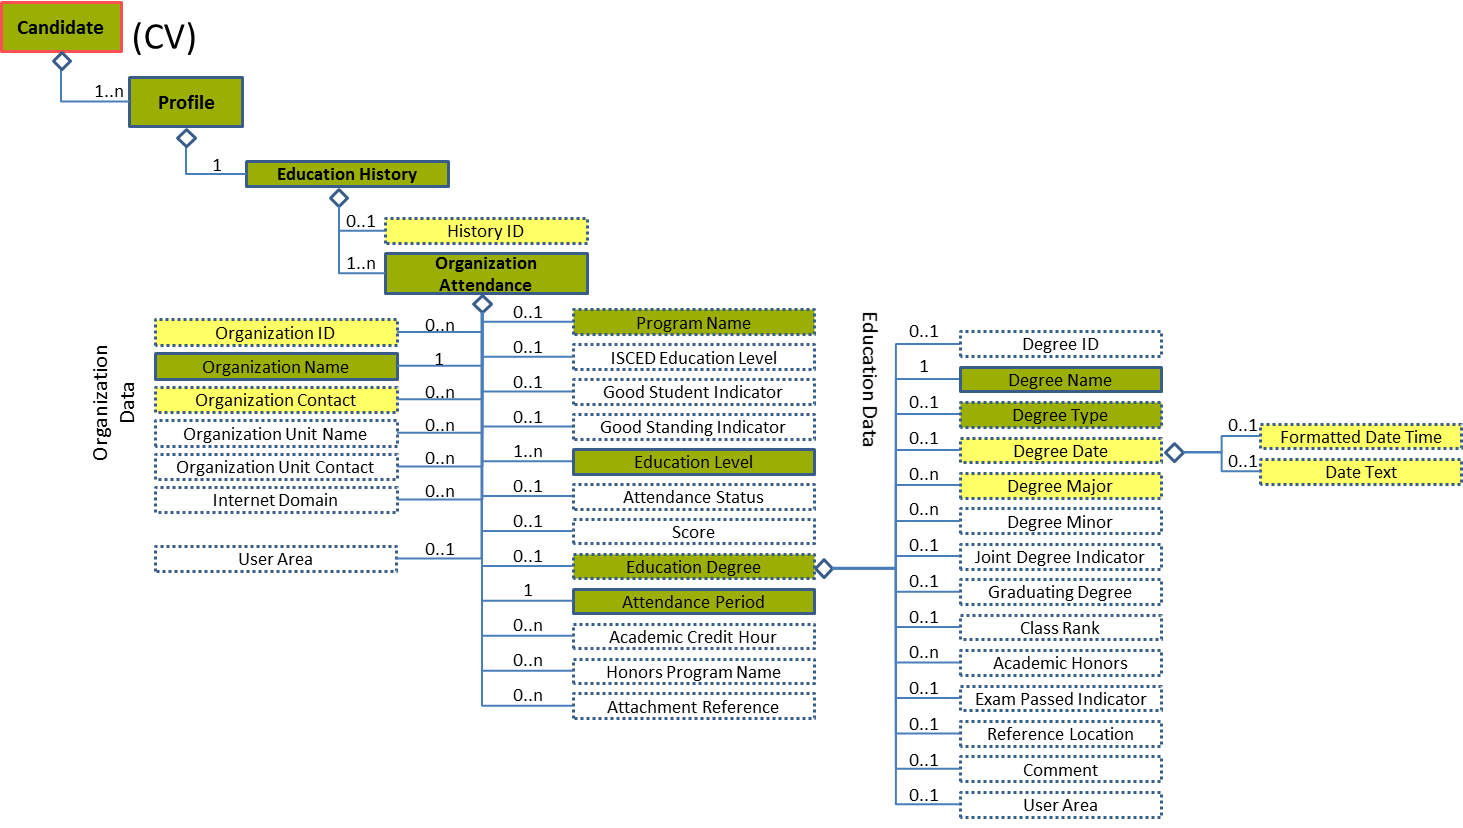 Candidate
(CV)
1..n
Profile
1
Education History
0..1
History ID
1..n
Organization
Attendance
Organization
Data
Organization ID
0..n
Organization Name
1
Organization Contact
0..n
Organization Unit Name
0..n
Organization Unit Contact
0..n
Internet Domain
0..n
User Area
0..1
0..1
Program Name
0..1
ISCED Education Level
0..1
Good Student Indicator
0..1
Good Standing Indicator
1..n
Education Level
0..1
Attendance Status
0..1
Score
0..1
Education Degree
1
Attendance Period
0..n
Academic Credit Hour
0..n
Honors Program Name
0..n
Attachment Reference
Education Data
0..1
Degree ID
1
Degree Name
0..1
Degree Type
0..1
Degree Date
0..n
Degree Major
0..n
Degree Minor
0..1
Joint Degree Indicator
0..1
Graduating Degree
0..1
Class Rank
0..n
Academic Honors
0..1
Exam Passed Indicator
0..1
Reference Location
0..1
Comment
0..1
User Area
0..1
Formatted Date Time
0..1
Date Text